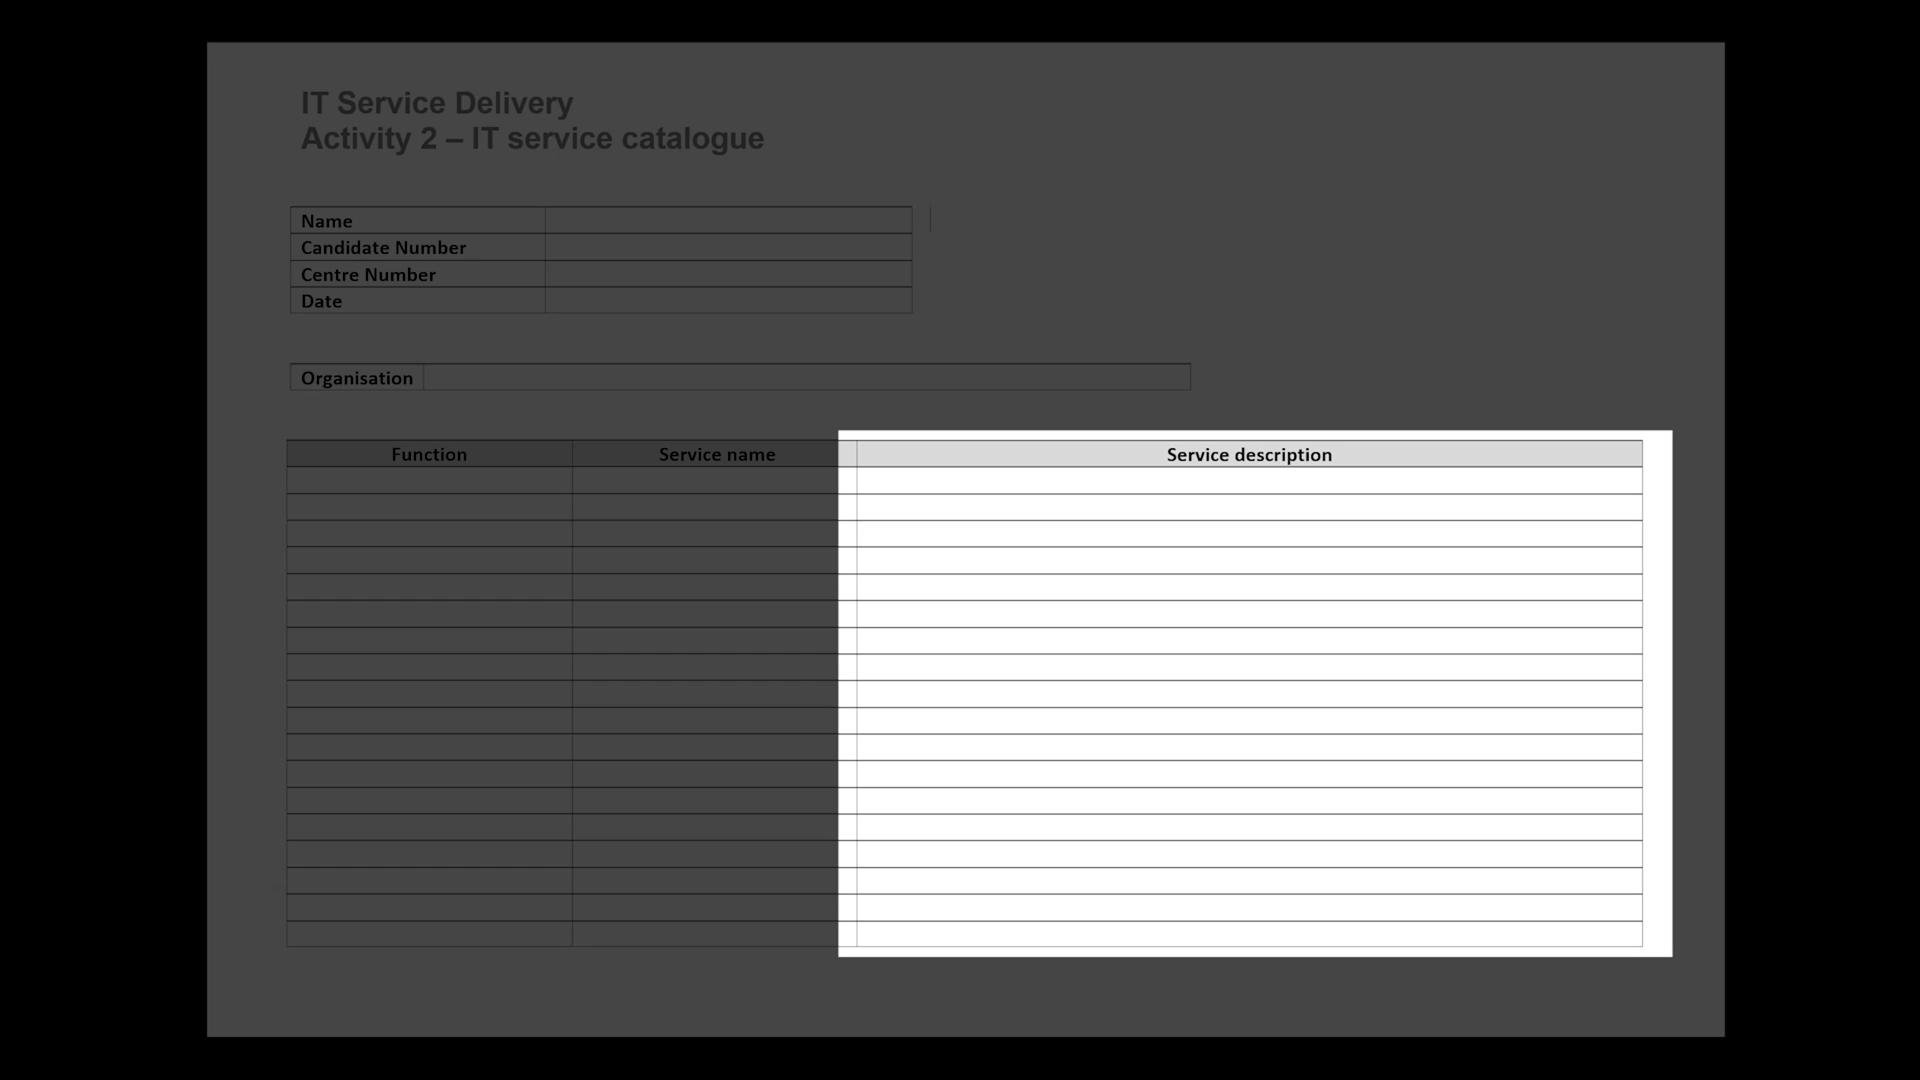 IT Service Delivery
Activity 2 – IT service catalogue
Name
Candidate Number
Centre Number
Date
Organisation
Function Service name Service description